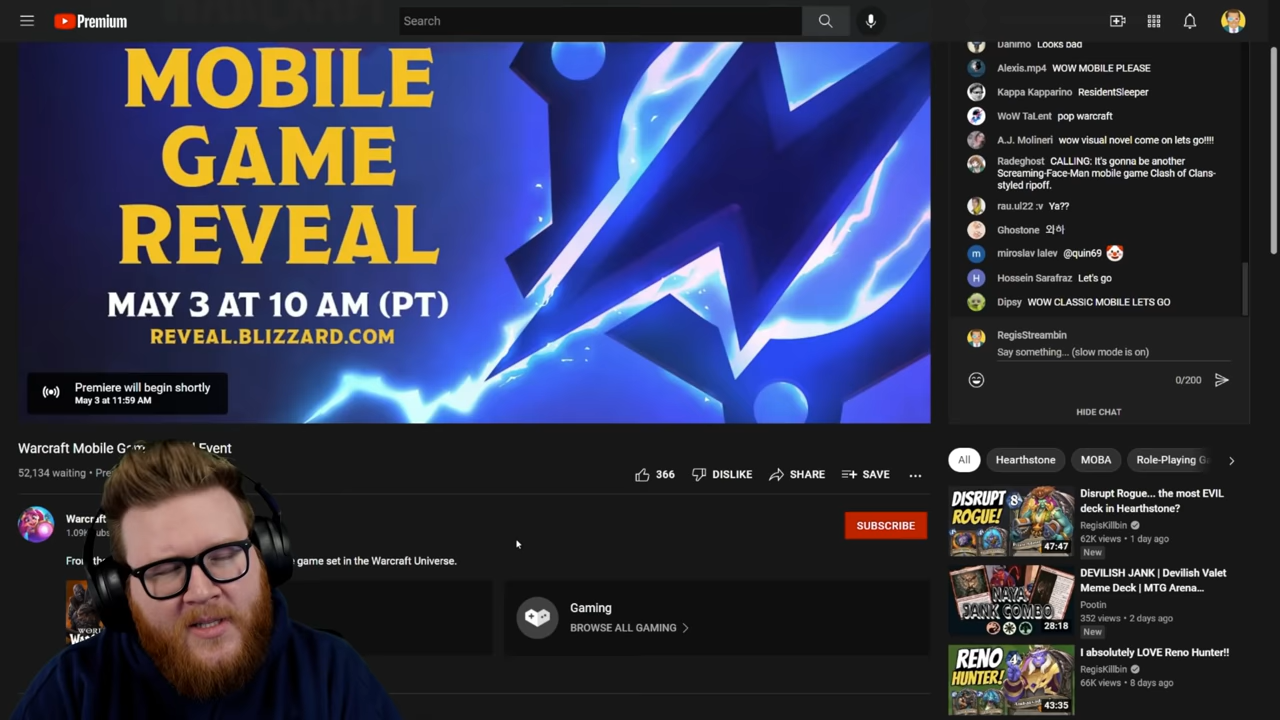 Premium
Search
MOBILE
GAME
REVEAL
MAY 3 AT 10 AM (PT)
REVEAL.BLIZZARD.COM
Premiere will begin shortly
May 3 at 11:59 AM
Danimo Looks bad
Alexis.mp4 WOW MOBILE PLEASE
Kappa Kapparino ResidentSleeper
WoW TaLent pop warcraft
A.J. Molineri wow visual novel come on lets go!!!!
Radeghost CALLING: It's gonna be another
Screaming-Face-Man mobile game Clash of Clans-
styled ripoff.
rau.ul22 :v Ya??
Ghostone 와하
miroslav lalev @quin69
Hossein Sarafraz Let's go
Dipsy WOW CLASSIC MOBILE LETS GO
RegisStreambin
Say something... (slow mode is on)
0/200
HIDE CHAT
Warcraft Mobile Event
52,134 waiting •
366
DISLIKE
SHARE
SAVE
SUBSCRIBE
game set in the Warcraft Universe.
Gaming
BROWSE ALL GAMING
All
Hearthstone
MOBA
Role-Playing
DISRUPT
ROGUE!
47:47
Disrupt Rogue... the most EVIL
deck in Hearthstone?
RegisKillbin
62K views • 1 day ago
New
NAYA
JANK COMBO
28:18
DEVILISH JANK | Devilish Valet
Meme Deck | MTG Arena...
Pootin
352 views • 2 days ago
New
RENO
HUNTER!
43:35
I absolutely LOVE Reno Hunter!!
RegisKillbin
66K views • 8 days ago